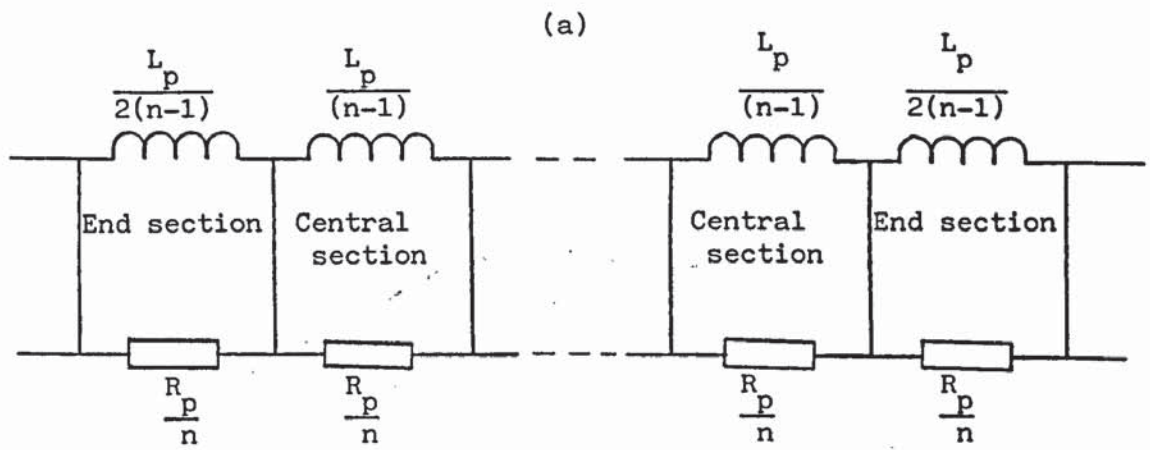 (a)
L_p L_p L_p L_p
2(n-1) (n-1) (n-1) 2(n-1)
End section Central Central End section
section section
R_p R_p R_p R_p
n n n n